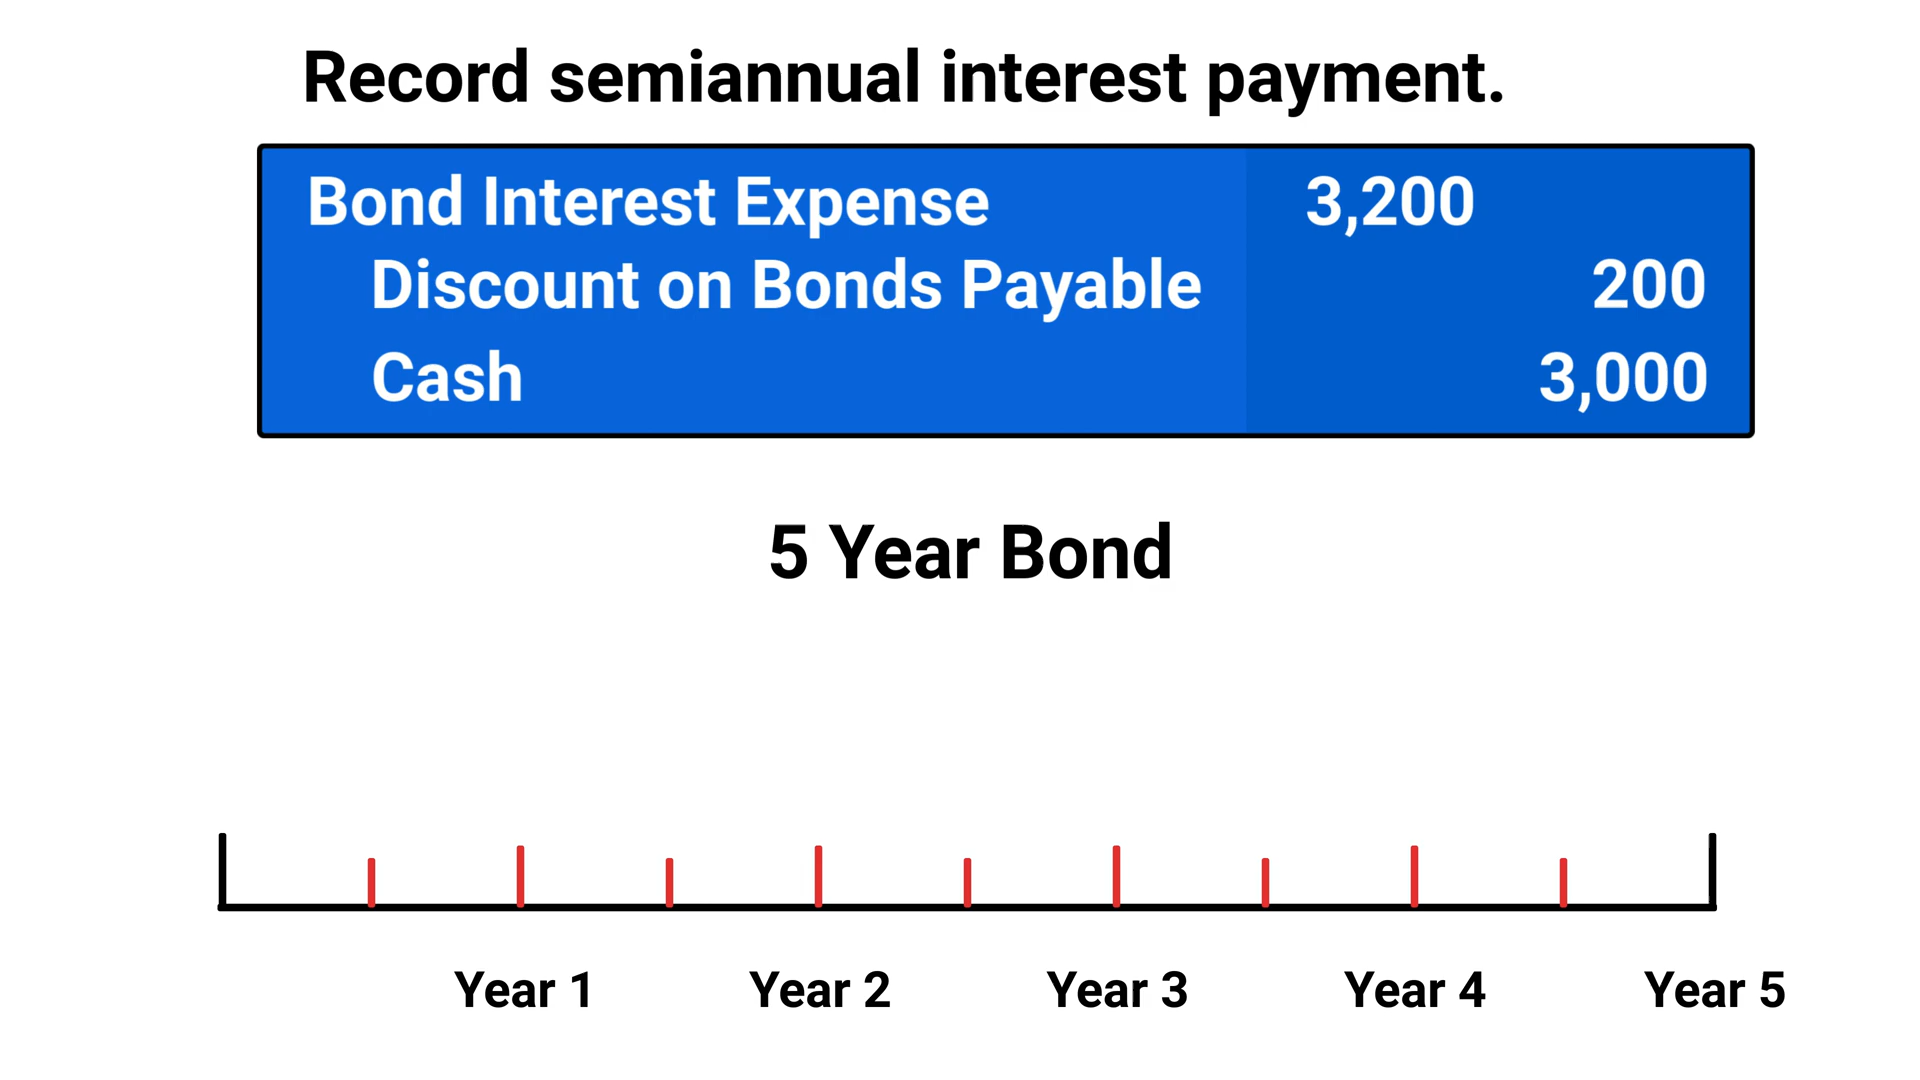 Record semiannual interest payment.
Bond Interest Expense 3,200
Discount on Bonds Payable 200
Cash 3,000
5 Year Bond
Year 1 Year 2 Year 3 Year 4 Year 5